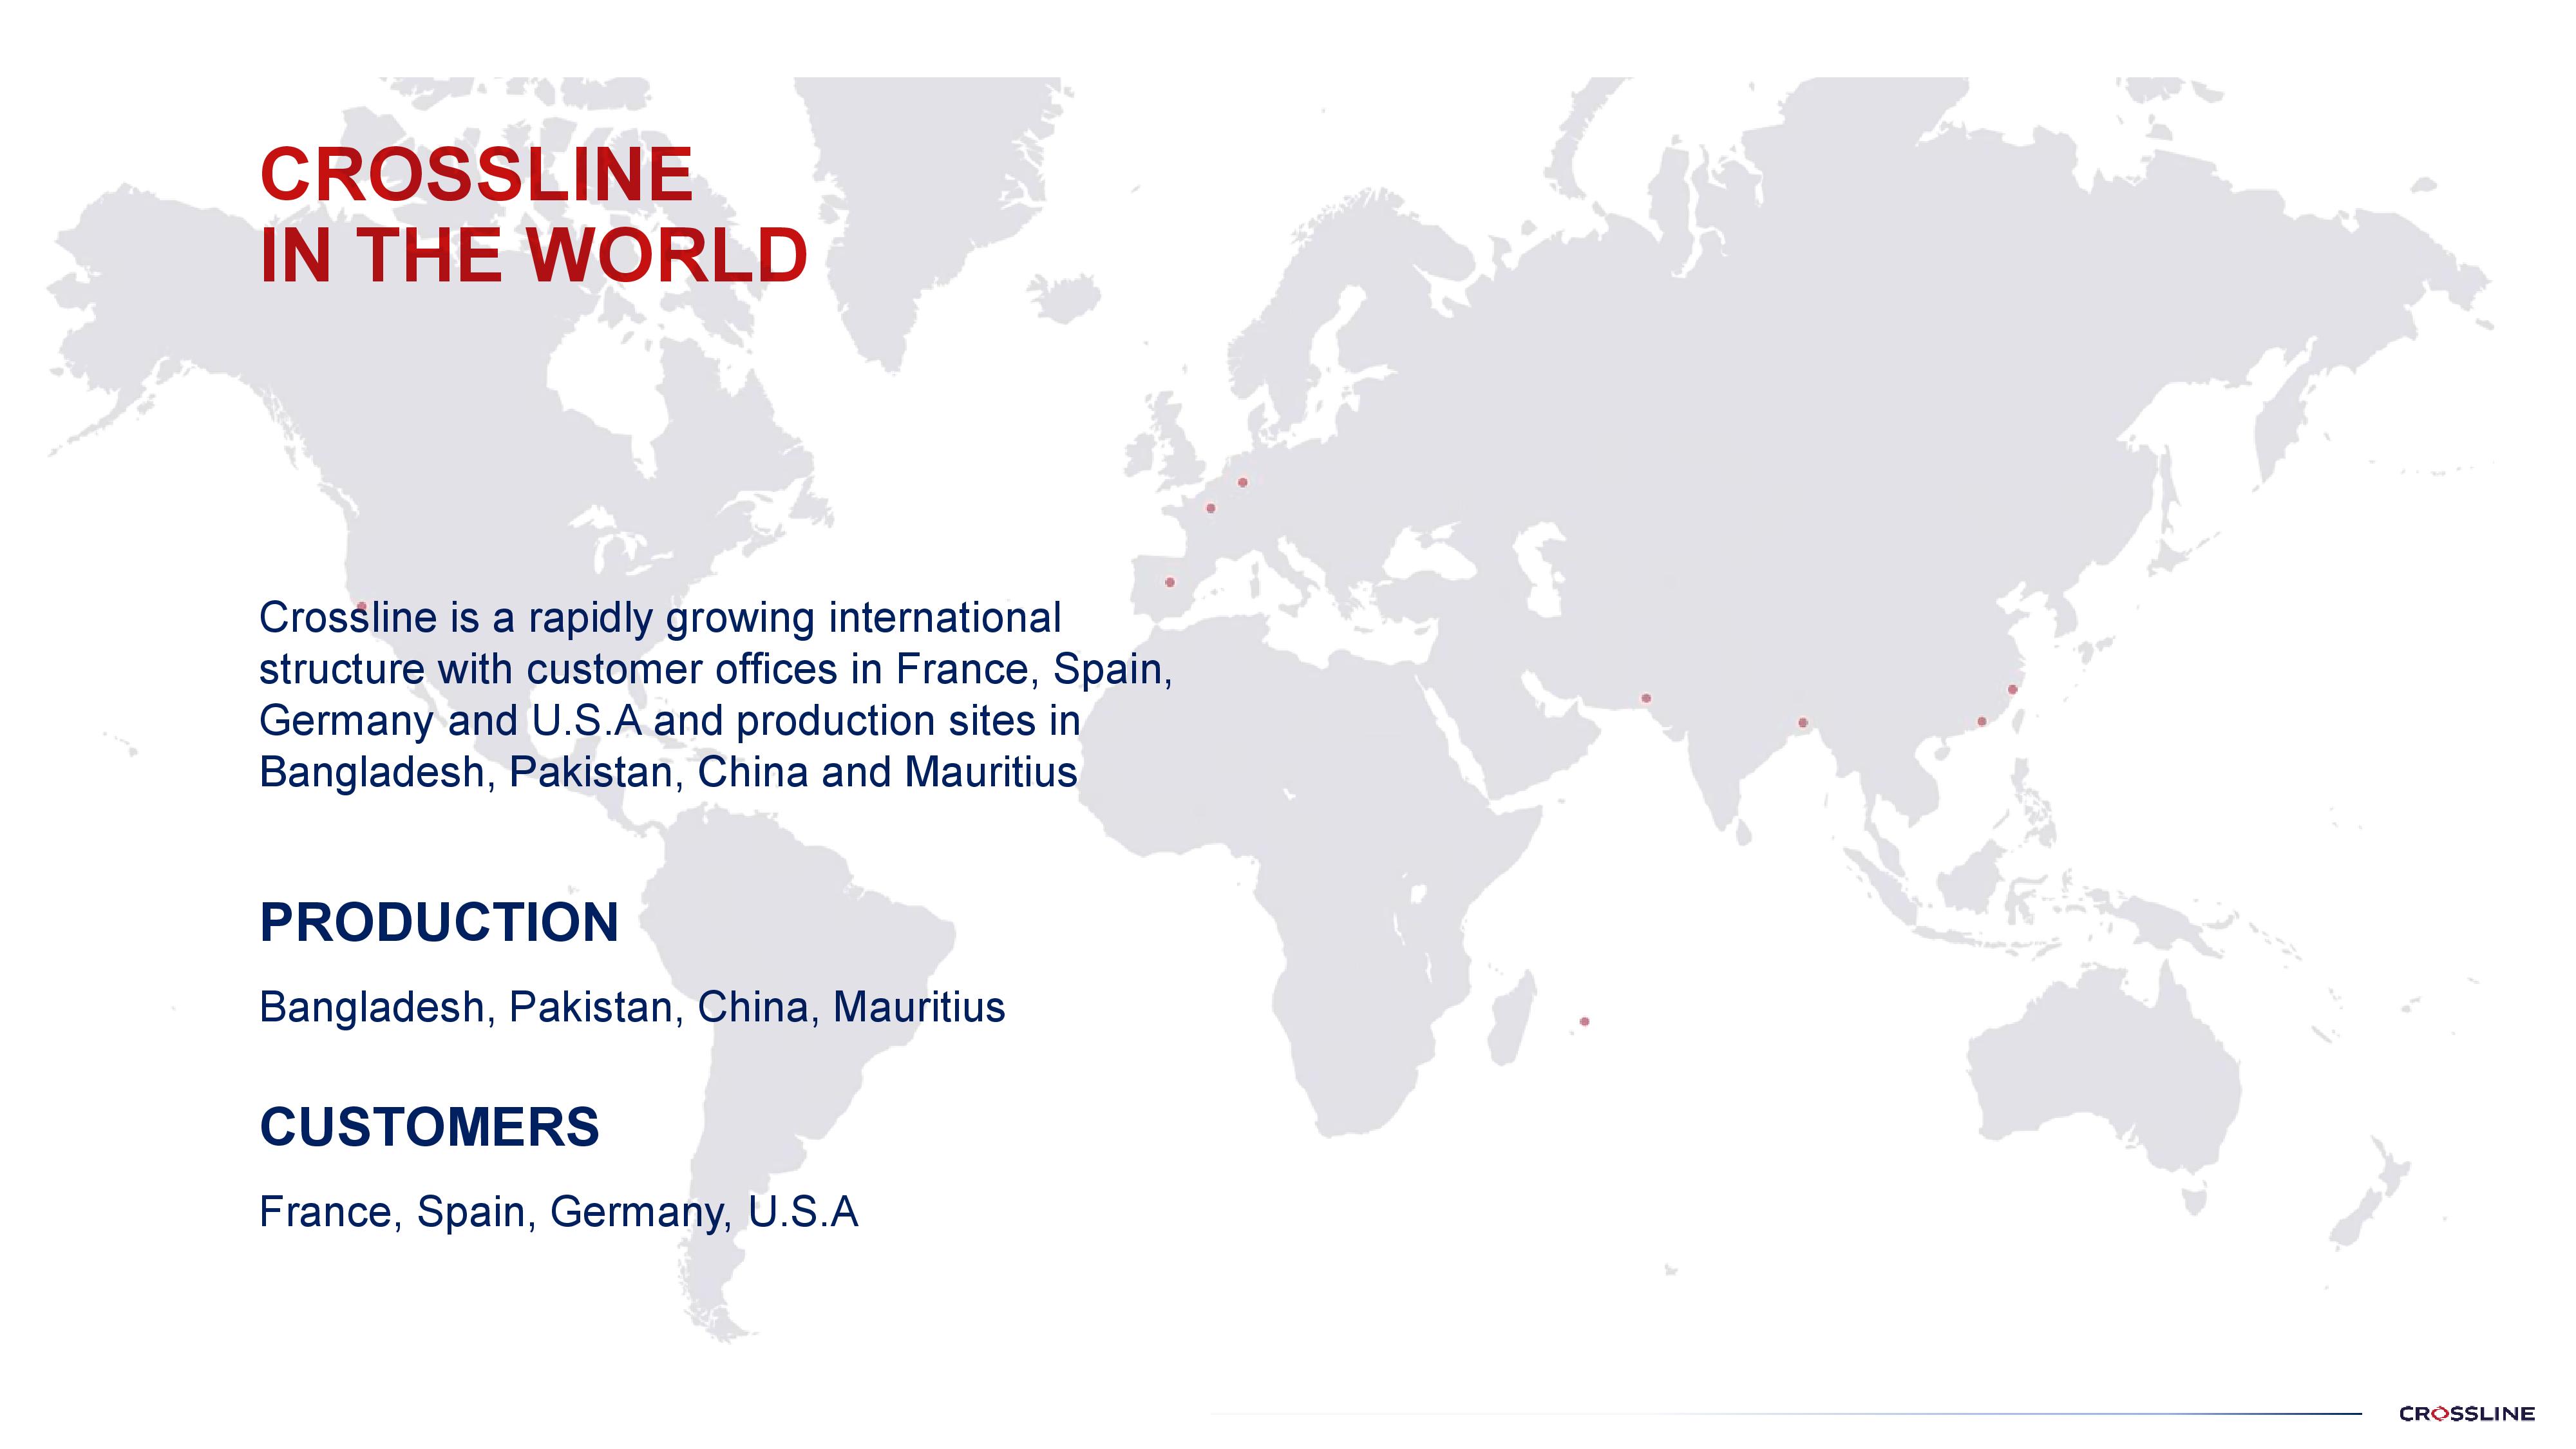 CROSSLINE
IN THE WORLD
Crossline is a rapidly growing international
structure with customer offices in France, Spain,
Germany and U.S.A and production sites in
Bangladesh, Pakistan, China and Mauritius
PRODUCTION
Bangladesh, Pakistan, China, Mauritius
CUSTOMERS
France, Spain, Germany, U.S.A
CROSSLINE